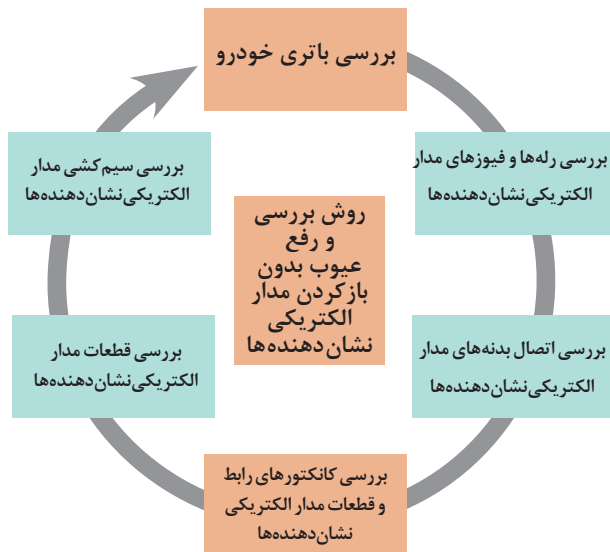 بررسی باتری خودرو
بررسی رله‌ها و فیوزهای مدار
الکتریکی نشان‌دهنده‌ها
بررسی اتصال بدنه‌های مدار
الکتریکی نشان‌دهنده‌ها
بررسی کانکتورهای رابط
و قطعات مدار الکتریکی
نشان‌دهنده‌ها
بررسی قطعات مدار
الکتریکی نشان‌دهنده‌ها
بررسی سیم‌کشی مدار
الکتریکی نشان‌دهنده‌ها
روش بررسی
و رفع
عیوب بدون
بازکردن مدار
الکتریکی
نشان‌دهنده‌ها